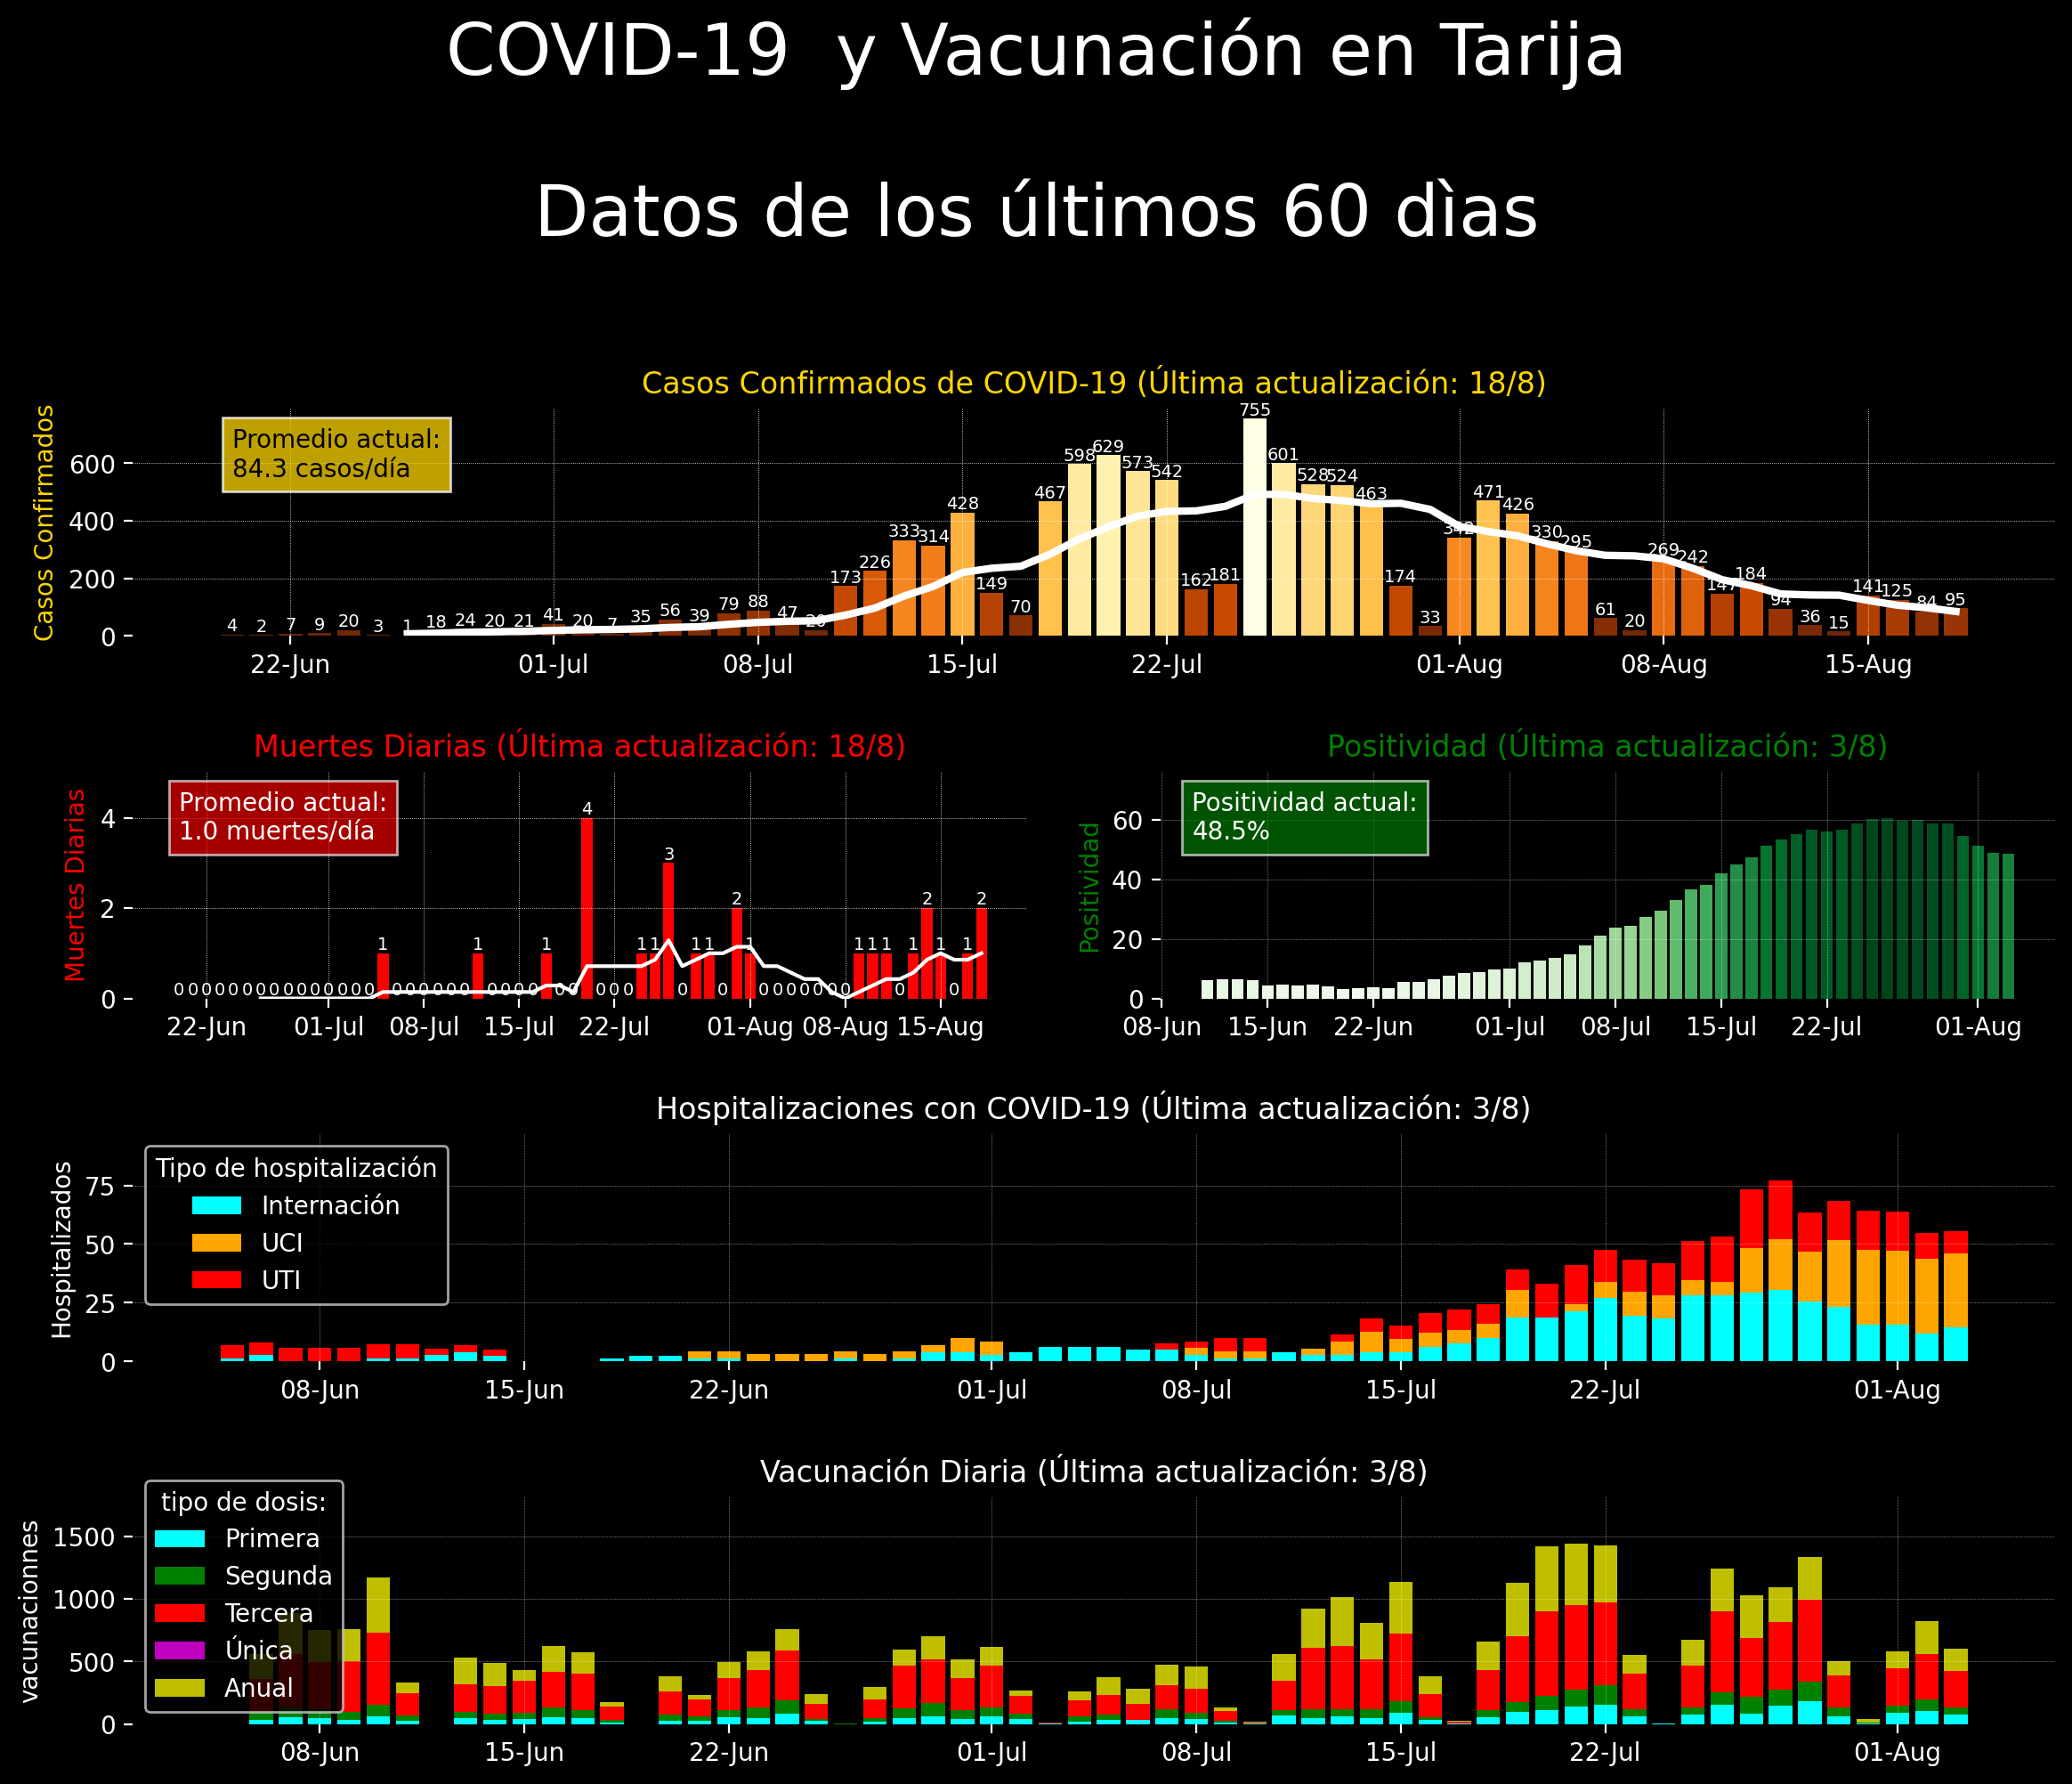 COVID-19  y Vacunación en Tarija
Datos de los últimos 60 dìas
Casos Confirmados de COVID-19 (Última actualización: 18/8)
Casos Confirmados
Promedio actual:
84.3 casos/día
600
400
200
0
4 2 7 9 20 3 1 18 24 20 21 41 20 7 35 56 39 79 88 47 20 173 226 333 314 428 149 70 467 598 629 573 542 162 181 755 601 528 524 463 174 33 342 471 426 330 295 61 20 269 242 147 184 94 36 15 141 125 84 95
22-Jun 01-Jul 08-Jul 15-Jul 22-Jul 01-Aug 08-Aug 15-Aug
Muertes Diarias (Última actualización: 18/8)
Muertes Diarias
Promedio actual:
1.0 muertes/día
4
2
0
0 0 0 0 0 0 0 0 0 0 0 0 0 0 0 1 0 0 0 0 0 0 1 0 0 0 0 1 0 0 4 0 0 0 1 1 3 0 1 1 0 2 1 0 0 0 0 0 0 0 1 1 1 0 1 2 1 0 1 2
22-Jun 01-Jul 08-Jul 15-Jul 22-Jul 01-Aug 08-Aug 15-Aug
Positividad (Última actualización: 3/8)
Positividad
Positividad actual:
48.5%
60
40
20
0
08-Jun 15-Jun 22-Jun 01-Jul 08-Jul 15-Jul 22-Jul 01-Aug
Hospitalizaciones con COVID-19 (Última actualización: 3/8)
Hospitalizados
Tipo de hospitalización
Internación
UCI
UTI
75
50
25
0
08-Jun 15-Jun 22-Jun 01-Jul 08-Jul 15-Jul 22-Jul 01-Aug
Vacunación Diaria (Última actualización: 3/8)
vacunacionnes
tipo de dosis:
Primera
Segunda
Tercera
Única
Anual
1500
1000
500
0
08-Jun 15-Jun 22-Jun 01-Jul 08-Jul 15-Jul 22-Jul 01-Aug